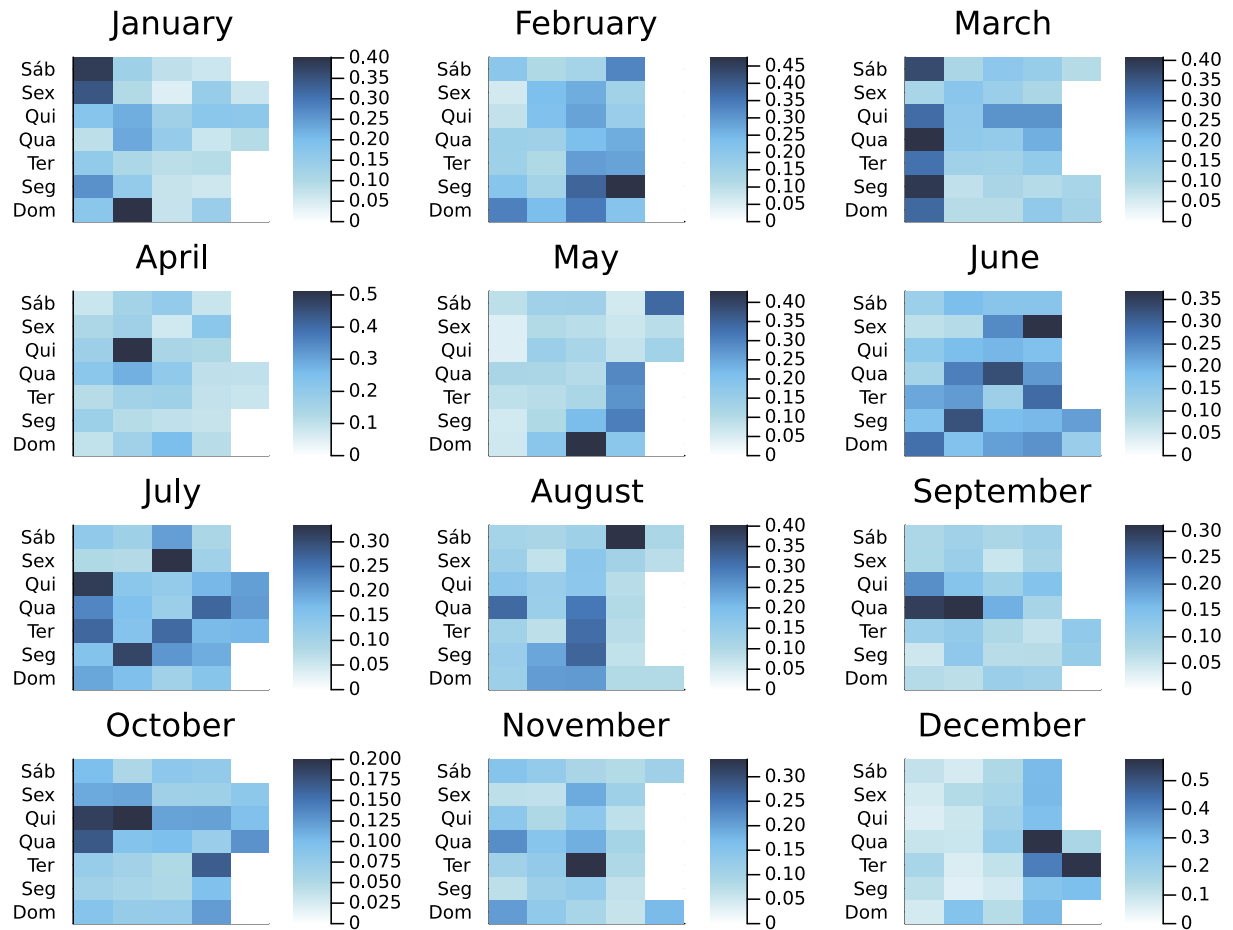 January
Sáb
Sex
Qui
Qua
Ter
Seg
Dom
0.40
0.35
0.30
0.25
0.20
0.15
0.10
0.05
0
February
Sáb
Sex
Qui
Qua
Ter
Seg
Dom
0.45
0.40
0.35
0.30
0.25
0.20
0.15
0.10
0.05
0
March
Sáb
Sex
Qui
Qua
Ter
Seg
Dom
0.40
0.35
0.30
0.25
0.20
0.15
0.10
0.05
0
April
Sáb
Sex
Qui
Qua
Ter
Seg
Dom
0.5
0.4
0.3
0.2
0.1
0
May
Sáb
Sex
Qui
Qua
Ter
Seg
Dom
0.40
0.35
0.30
0.25
0.20
0.15
0.10
0.05
0
June
Sáb
Sex
Qui
Qua
Ter
Seg
Dom
0.35
0.30
0.25
0.20
0.15
0.10
0.05
0
July
Sáb
Sex
Qui
Qua
Ter
Seg
Dom
0.30
0.25
0.20
0.15
0.10
0.05
0
August
Sáb
Sex
Qui
Qua
Ter
Seg
Dom
0.40
0.35
0.30
0.25
0.20
0.15
0.10
0.05
0
September
Sáb
Sex
Qui
Qua
Ter
Seg
Dom
0.30
0.25
0.20
0.15
0.10
0.05
0
October
Sáb
Sex
Qui
Qua
Ter
Seg
Dom
0.200
0.175
0.150
0.125
0.100
0.075
0.050
0.025
0
November
Sáb
Sex
Qui
Qua
Ter
Seg
Dom
0.30
0.25
0.20
0.15
0.10
0.05
0
December
Sáb
Sex
Qui
Qua
Ter
Seg
Dom
0.5
0.4
0.3
0.2
0.1
0